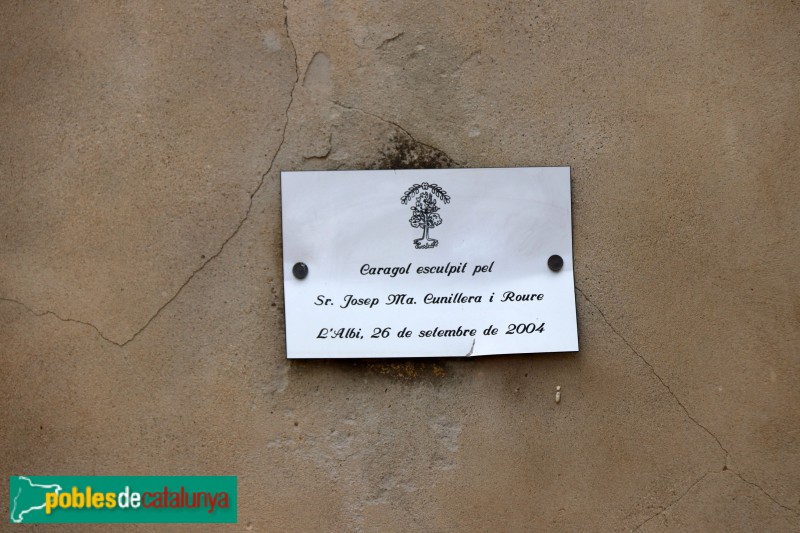 Caragol esculpit pel
Sr. Josep Ma. Cunillera i Roure
L'Albi, 26 de setembre de 2004
poblesdecatalunya